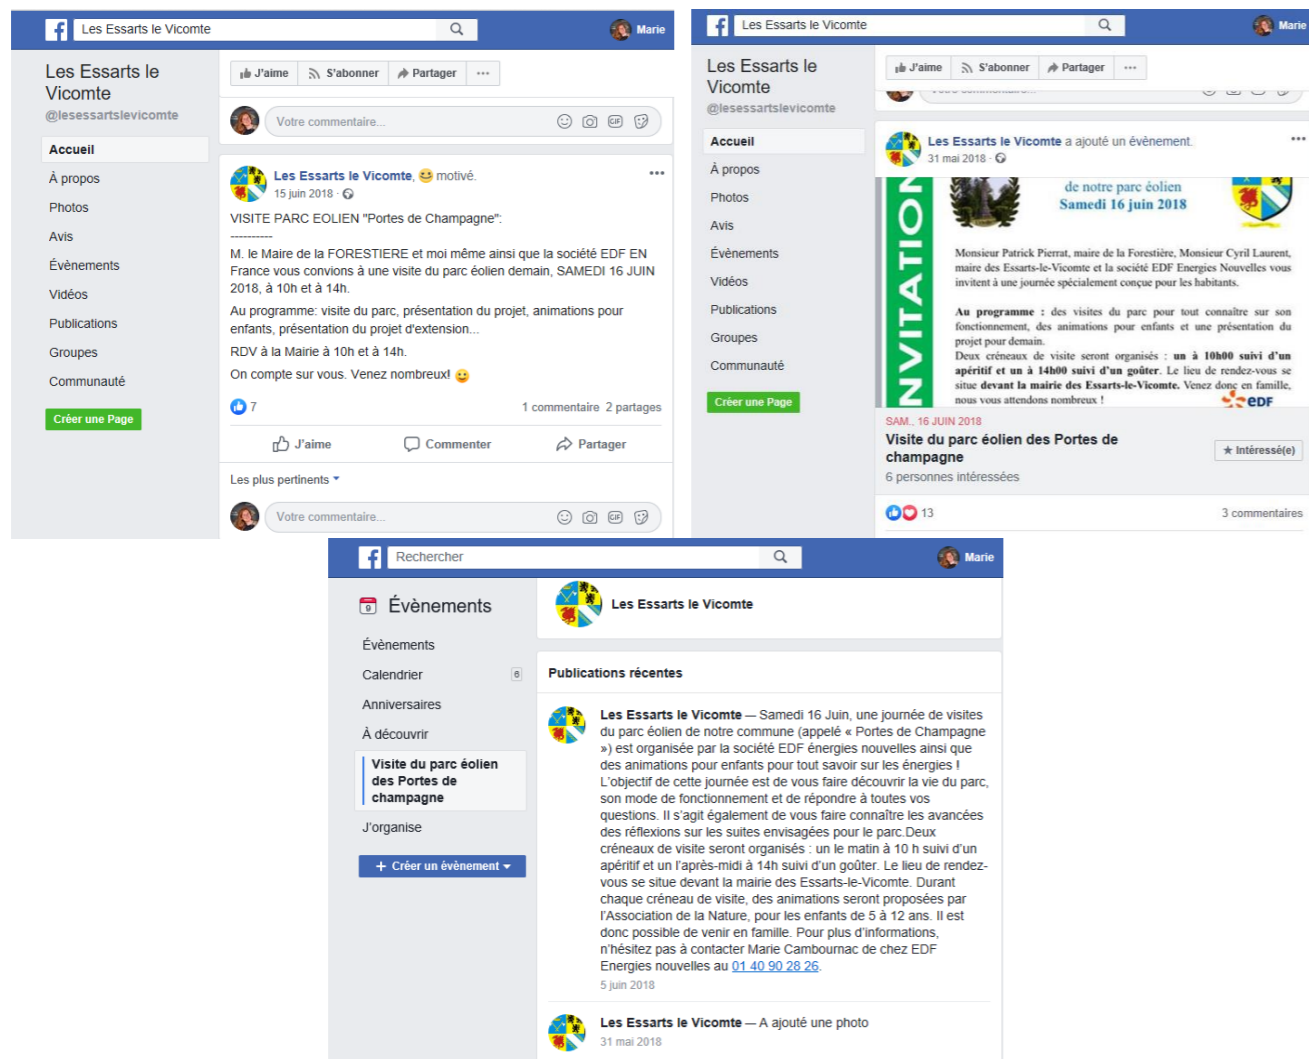 Les Essarts le Vicomte
Marie
Les Essarts le
Vicomte
@lesessartslevicomte
Accueil
À propos
Photos
Avis
Évènements
Vidéos
Publications
Groupes
Communauté
Créer une Page
J'aime S'abonner Partager ...
Votre commentaire...
GIF
Les Essarts le Vicomte, motivé.
15 juin 2018 ·
VISITE PARC EOLIEN "Portes de Champagne":
----------
M. le Maire de la FORESTIERE et moi même ainsi que la société EDF EN
France vous convions à une visite du parc éolien demain, SAMEDI 16 JUIN
2018, à 10h et à 14h.
Au programme: visite du parc, présentation du projet, animations pour
enfants, présentation du projet d'extension...
RDV à la Mairie à 10h et à 14h.
On compte sur vous. Venez nombreux!
7 1 commentaire 2 partages
J'aime Commenter Partager
Les plus pertinents
Votre commentaire...
GIF
Les Essarts le Vicomte
Marie
Les Essarts le
Vicomte
@lesessartslevicomte
Accueil
À propos
Photos
Avis
Évènements
Vidéos
Publications
Groupes
Communauté
Créer une Page
J'aime S'abonner Partager ...
Les Essarts le Vicomte a ajouté un évènement.
31 mai 2018 ·
INVITATION
de notre parc éolien
Samedi 16 juin 2018
Monsieur Patrick Pierrat, maire de la Forestière, Monsieur Cyril Laurent,
maire des Essarts-le-Vicomte et la société EDF Energies Nouvelles vous
invitent à une journée spécialement conçue pour les habitants.
Au programme : des visites du parc pour tout connaître sur son
fonctionnement, des animations pour enfants et une présentation du
projet pour demain.
Deux créneaux de visite seront organisés : un à 10h00 suivi d'un
apéritif et un à 14h00 suivi d'un goûter. Le lieu de rendez-vous se
situe devant la mairie des Essarts-le-Vicomte. Venez donc en famille,
nous vous attendons nombreux !
EDF
SAM., 16 JUIN 2018
Visite du parc éolien des Portes de
champagne
Intéressé(e)
6 personnes intéressées
13 3 commentaires
Rechercher
Marie
9 Évènements
Évènements
Calendrier 6
Anniversaires
À découvrir
Visite du parc éolien
des Portes de
champagne
J'organise
+ Créer un évènement
Les Essarts le Vicomte
Publications récentes
Les Essarts le Vicomte — Samedi 16 Juin, une journée de visites
du parc éolien de notre commune (appelé « Portes de Champagne
») est organisée par la société EDF énergies nouvelles ainsi que
des animations pour enfants pour tout savoir sur les énergies !
L'objectif de cette journée est de vous faire découvrir la vie du parc,
son mode de fonctionnement et de répondre à toutes vos
questions. Il s'agit également de vous faire connaître les avancées
des réflexions sur les suites envisagées pour le parc.Deux
créneaux de visite seront organisés : un le matin à 10 h suivi d'un
apéritif et un l'après-midi à 14h suivi d'un goûter. Le lieu de rendez-
vous se situe devant la mairie des Essarts-le-Vicomte. Durant
chaque créneau de visite, des animations seront proposées par
l'Association de la Nature, pour les enfants de 5 à 12 ans. Il est
donc possible de venir en famille. Pour plus d'informations,
n'hésitez pas à contacter Marie Cambournac de chez EDF
Energies nouvelles au 01 40 90 28 26.
5 juin 2018
Les Essarts le Vicomte — A ajouté une photo
31 mai 2018